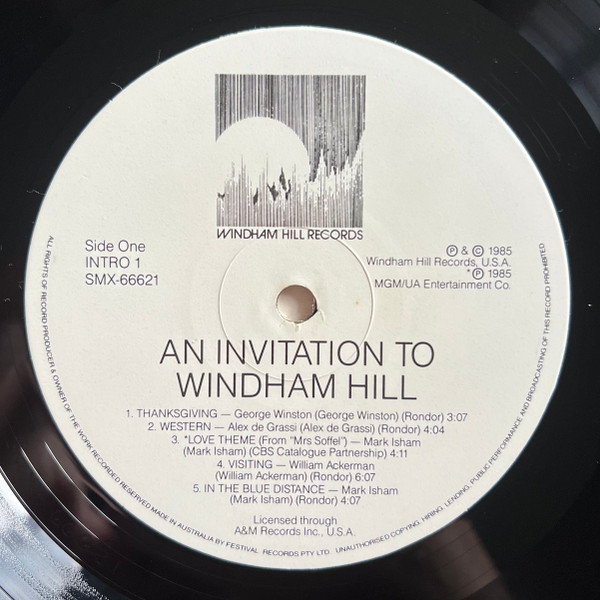 WINDHAM HILL RECORDS
Side One
INTRO 1
SMX-66621
℗ & © 1985
Windham Hill Records, U.S.A.
*℗ 1985
MGM/UA Entertainment Co.
AN INVITATION TO
WINDHAM HILL
1. THANKSGIVING — George Winston (George Winston) (Rondor) 3:07
2. WESTERN — Alex de Grassi (Alex de Grassi) (Rondor) 4:04
3. *LOVE THEME (From "Mrs Soffel") — Mark Isham
(Mark Isham) (CBS Catalogue Partnership) 4:11
4. VISITING — William Ackerman
(William Ackerman) (Rondor) 6:07
5. IN THE BLUE DISTANCE — Mark Isham
(Mark Isham) (Rondor) 4:07
Licensed through
A&M Records Inc., U.S.A.
ALL RIGHTS OF RECORD PRODUCER & OWNER OF THE WORK RECORDED RESERVED MADE IN AUSTRALIA BY FESTIVAL RECORDS PTY LTD. UNAUTHORISED COPYING, HIRING, LENDING, PUBLIC PERFORMANCE AND BROADCASTING OF THIS RECORD PROHIBITED